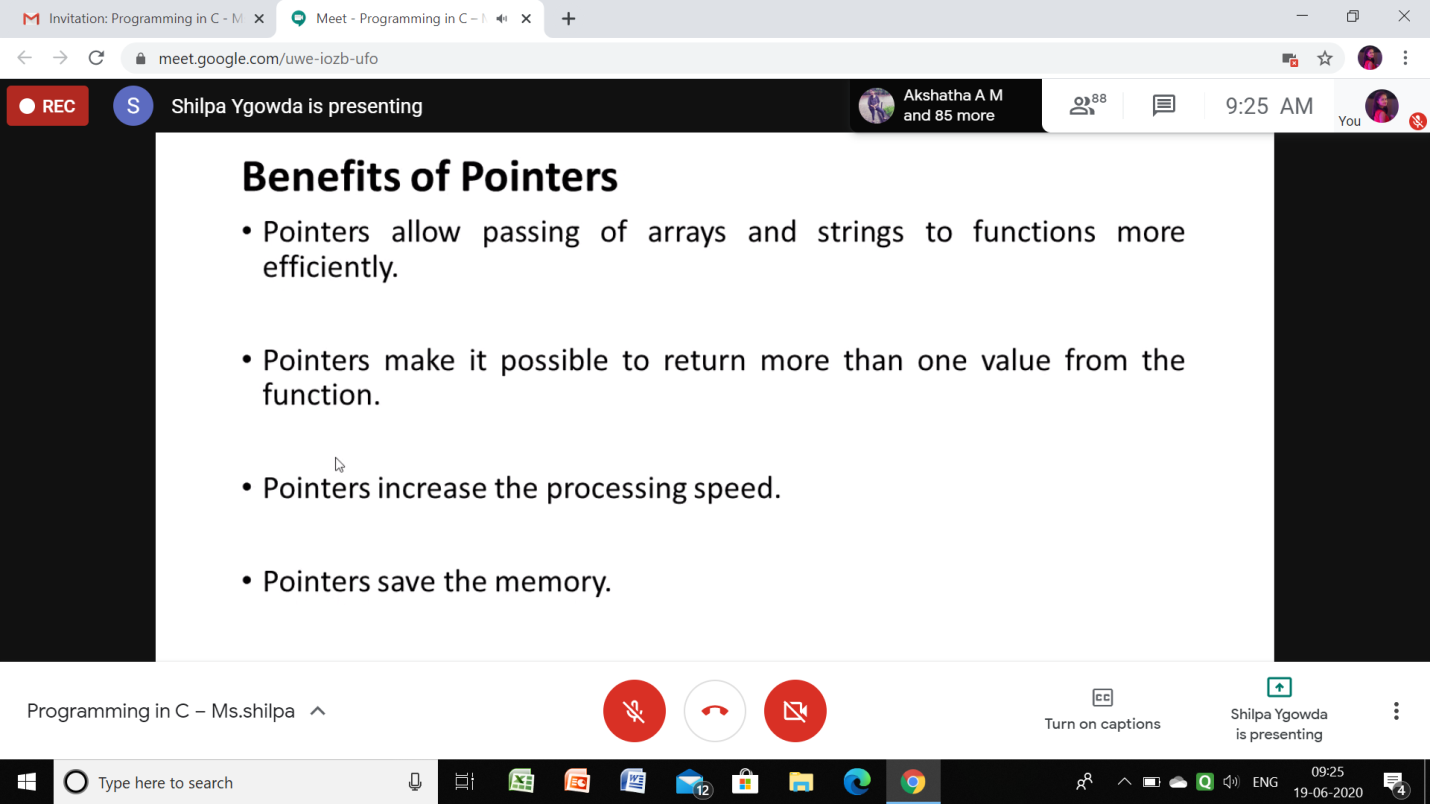 Invitation: Programming in C - M
Meet - Programming in C –
meet.google.com/uwe-iozb-ufo
REC
S
Shilpa Ygowda is presenting
Akshatha A M
and 85 more
88
9:25 AM
You
Benefits of Pointers
• Pointers allow passing of arrays and strings to functions more
efficiently.
• Pointers make it possible to return more than one value from the
function.
• Pointers increase the processing speed.
• Pointers save the memory.
Programming in C – Ms.shilpa
CC
Turn on captions
Shilpa Ygowda
is presenting
Type here to search
12
Q
ENG
09:25
19-06-2020
4